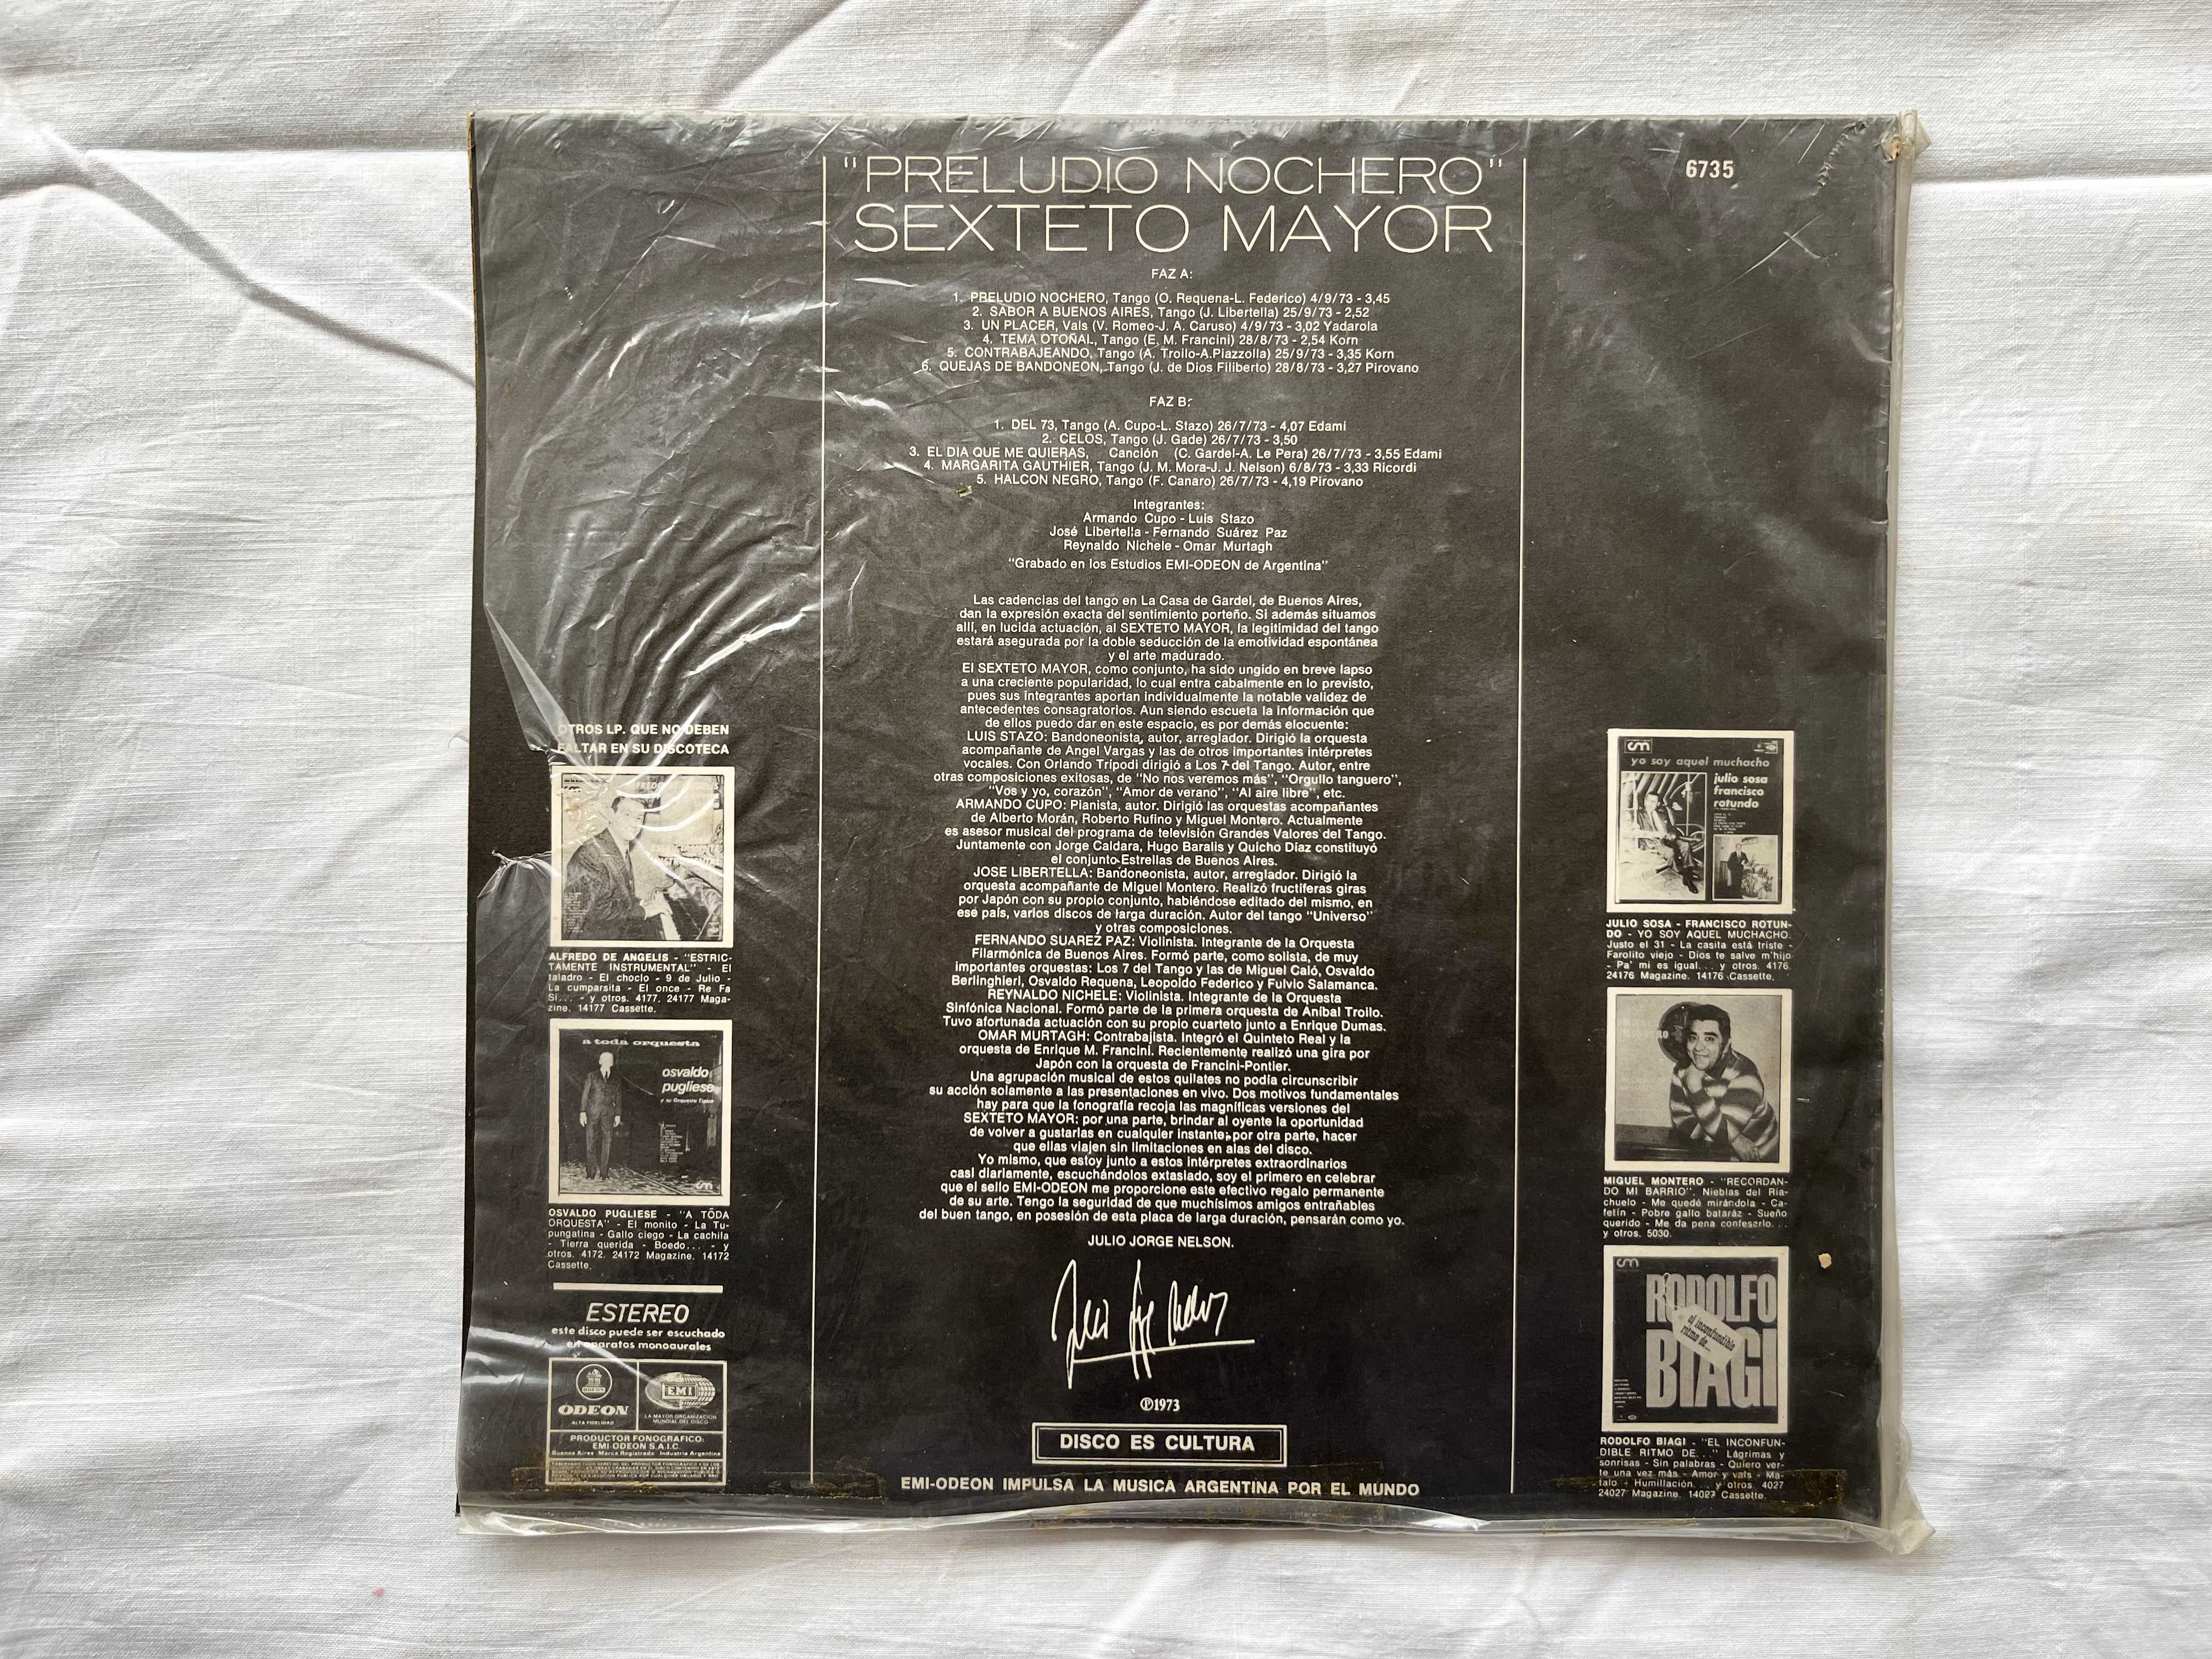 "PRELUDIO NOCHERO"
SEXTETO MAYOR
6735
FAZ A:
1. PRELUDIO NOCHERO, Tango (O. Requena-L. Federico) 4/9/73 - 3,45
2. SABOR A BUENOS AIRES, Tango (J. Libertella) 25/9/73 - 2,52
3. UN PLACER, Vals (V. Romeo-J. A. Caruso) 4/9/73 - 3,02 Yadarola
4. TEMA OTOÑAL, Tango (E. M. Francini) 28/8/73 - 2,54 Korn
5. CONTRABAJEANDO, Tango (A. Troilo-A.Piazzolla) 25/9/73 - 3,35 Korn
6. QUEJAS DE BANDONEON, Tango (J. de Dios Filiberto) 28/8/73 - 3,27 Pirovano
FAZ B:
1. DEL 73, Tango (A. Cupo-L. Stazo) 26/7/73 - 4,07 Edami
2. CELOS, Tango (J. Gade) 26/7/73 - 3,50
3. EL DIA QUE ME QUIERAS, Canción (C. Gardel-A. Le Pera) 26/7/73 - 3,55 Edami
4. MARGARITA GAUTHIER, Tango (J. M. Mora-J. J. Nelson) 6/8/73 - 3,33 Ricordi
5. HALCON NEGRO, Tango (F. Canaro) 26/7/73 - 4,19 Pirovano
Integrantes:
Armando Cupo - Luis Stazo
José Libertella - Fernando Suárez Paz
Reynaldo Nichele - Omar Murtagh
"Grabado en los Estudios EMI-ODEON de Argentina"
Las cadencias del tango en La Casa de Gardel, de Buenos Aires,
dan la expresión exacta del sentimiento porteño. Si además situamos
allí, en lucida actuación, al SEXTETO MAYOR, la legitimidad del tango
estará asegurada por la doble seducción de la emotividad espontánea
y el arte madurado.
El SEXTETO MAYOR, como conjunto, ha sido ungido en breve lapso
a una creciente popularidad, lo cual entra cabalmente en lo previsto,
pues sus integrantes aportan individualmente la notable validez de
antecedentes consagratorios. Aun siendo escueta la información que
de ellos puedo dar en este espacio, es por demás elocuente:
LUIS STAZO: Bandoneonista, autor, arreglador. Dirigió la orquesta
acompañante de Angel Vargas y las de otros importantes intérpretes
vocales. Con Orlando Trípodi dirigió a Los 7 del Tango. Autor, entre
otras composiciones exitosas, de "No nos veremos más", "Orgullo tanguero",
"Vos y yo, corazón", "Amor de verano", "Al aire libre", etc.
ARMANDO CUPO: Pianista, autor. Dirigió las orquestas acompañantes
de Alberto Morán, Roberto Rufino y Miguel Montero. Actualmente
es asesor musical del programa de televisión Grandes Valores del Tango.
Juntamente con Jorge Caldara, Hugo Baralis y Quicho Díaz constituyó
el conjunto Estrellas de Buenos Aires.
JOSE LIBERTELLA: Bandoneonista, autor, arreglador. Dirigió la
orquesta acompañante de Miguel Montero. Realizó fructíferas giras
por Japón con su propio conjunto, habiéndose editado del mismo, en
ese país, varios discos de larga duración. Autor del tango "Universo"
y otras composiciones.
FERNANDO SUAREZ PAZ: Violinista. Integrante de la Orquesta
Filarmónica de Buenos Aires. Formó parte, como solista, de muy
importantes orquestas: Los 7 del Tango y las de Miguel Caló, Osvaldo
Berlinghieri, Osvaldo Requena, Leopoldo Federico y Fulvio Salamanca.
REYNALDO NICHELE: Violinista. Integrante de la Orquesta
Sinfónica Nacional. Formó parte de la primera orquesta de Aníbal Troilo.
Tuvo afortunada actuación con su propio cuarteto junto a Enrique Dumas.
OMAR MURTAGH: Contrabajista. Integró el Quinteto Real y la
orquesta de Enrique M. Francini. Recientemente realizó una gira por
Japón con la orquesta de Francini-Pontier.
Una agrupación musical de estos quilates no podía circunscribir
su acción solamente a las presentaciones en vivo. Dos motivos fundamentales
hay para que la fonografía recoja las magníficas versiones del
SEXTETO MAYOR: por una parte, brindar al oyente la oportunidad
de volver a gustarlas en cualquier instante; por otra parte, hacer
que ellas viajen sin limitaciones en alas del disco.
Yo mismo, que estoy junto a estos intérpretes extraordinarios
casi diariamente, escuchándolos extasiado, soy el primero en celebrar
que el sello EMI-ODEON me proporcione este efectivo regalo permanente
de su arte. Tengo la seguridad de que muchísimos amigos entrañables
del buen tango, en posesión de esta placa de larga duración, pensarán como yo.
JULIO JORGE NELSON.
℗1973
DISCO ES CULTURA
EMI-ODEON IMPULSA LA MUSICA ARGENTINA POR EL MUNDO
OTROS LP. QUE NO DEBEN
FALTAR EN SU DISCOTECA
ALFREDO DE ANGELIS - "ESTRIC-
TAMENTE INSTRUMENTAL" - El
taladro - El choclo - 9 de Julio -
La cumparsita - El once - Re Fa
Si... - y otros. 4177. 24177 Maga-
zine. 14177 Cassette.
a toda orquesta
osvaldo
pugliese
y su Orquesta Típica
OSVALDO PUGLIESE - "A TODA
ORQUESTA" - El monito - La Tu-
pungatina - Gallo ciego - La cachila
- Tierra querida - Boedo... - y
otros. 4172. 24172 Magazine. 14172
Cassette.
ESTEREO
este disco puede ser escuchado
en aparatos monoaurales
ODEON
ALTA FIDELIDAD
EMI
LA MAYOR ORGANIZACION
MUNDIAL DEL DISCO
PRODUCTOR FONOGRAFICO:
EMI-ODEON S.A.I.C.
Buenos Aires Marca Registrada Industria Argentina
cm
yo soy aquel muchacho
julio sosa
francisco
rotundo
JULIO SOSA - FRANCISCO ROTUN-
DO - YO SOY AQUEL MUCHACHO.
Justo el 31 - La casita está triste -
Farolito viejo - Dios te salve m'hijo
- Pa' mi es igual... y otros. 4176.
24176 Magazine. 14176 Cassette.
MIGUEL MONTERO - "RECORDAN-
DO MI BARRIO". Nieblas del Ria-
chuelo - Me quedé mirándola - Ca-
fetín - Pobre gallo bataráz - Sueño
querido - Me da pena confesarlo...
y otros. 5030.
cm
RODOLFO
el inconfundible
ritmo de...
BIAGI
RODOLFO BIAGI - "EL INCONFUN-
DIBLE RITMO DE..." Lágrimas y
sonrisas - Sin palabras - Quiero ver-
te una vez más - Amor y vals - Ma-
talo - Humillación... y otros. 4027
24027 Magazine. 14027 Cassette.